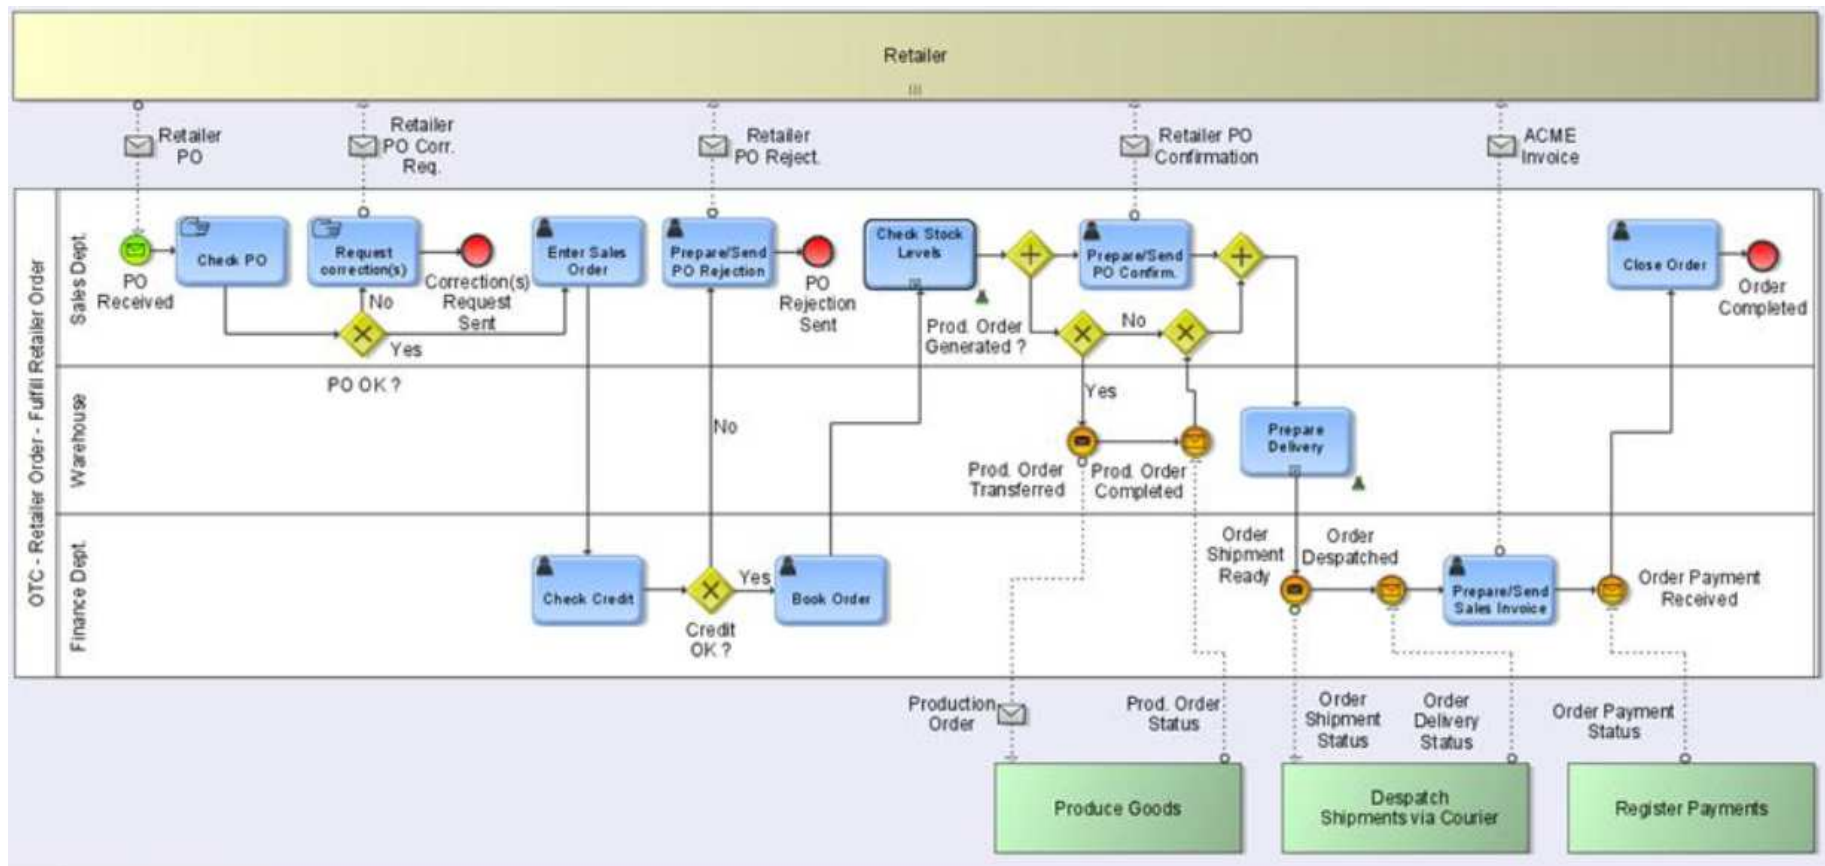 Retailer
Retailer
PO
Retailer
PO Corr.
Req.
Retailer
PO Reject.
Retailer PO
Confirmation
ACME
Invoice
OTC - Retailer Order - Fulfill Retailer Order
Sales Dept.
PO
Received
Check PO
Request
correction(s)
Correction(s)
Request
Sent
No
Yes
PO OK ?
Enter Sales
Order
Prepare/Send
PO Rejection
PO
Rejection
Sent
Check Stock
Levels
Prod. Order
Generated ?
Prepare/Send
PO Confirm.
No
Close Order
Order
Completed
Warehouse
No
Yes
Prod. Order
Transferred
Prod. Order
Completed
Prepare
Delivery
Finance Dept.
Check Credit
Credit
OK ?
Yes
Book Order
Order
Shipment
Ready
Order
Despatched
Prepare/Send
Sales Invoice
Order Payment
Received
Production
Order
Prod. Order
Status
Order
Shipment
Status
Order
Delivery
Status
Order Payment
Status
Produce Goods
Despatch
Shipments via Courier
Register Payments